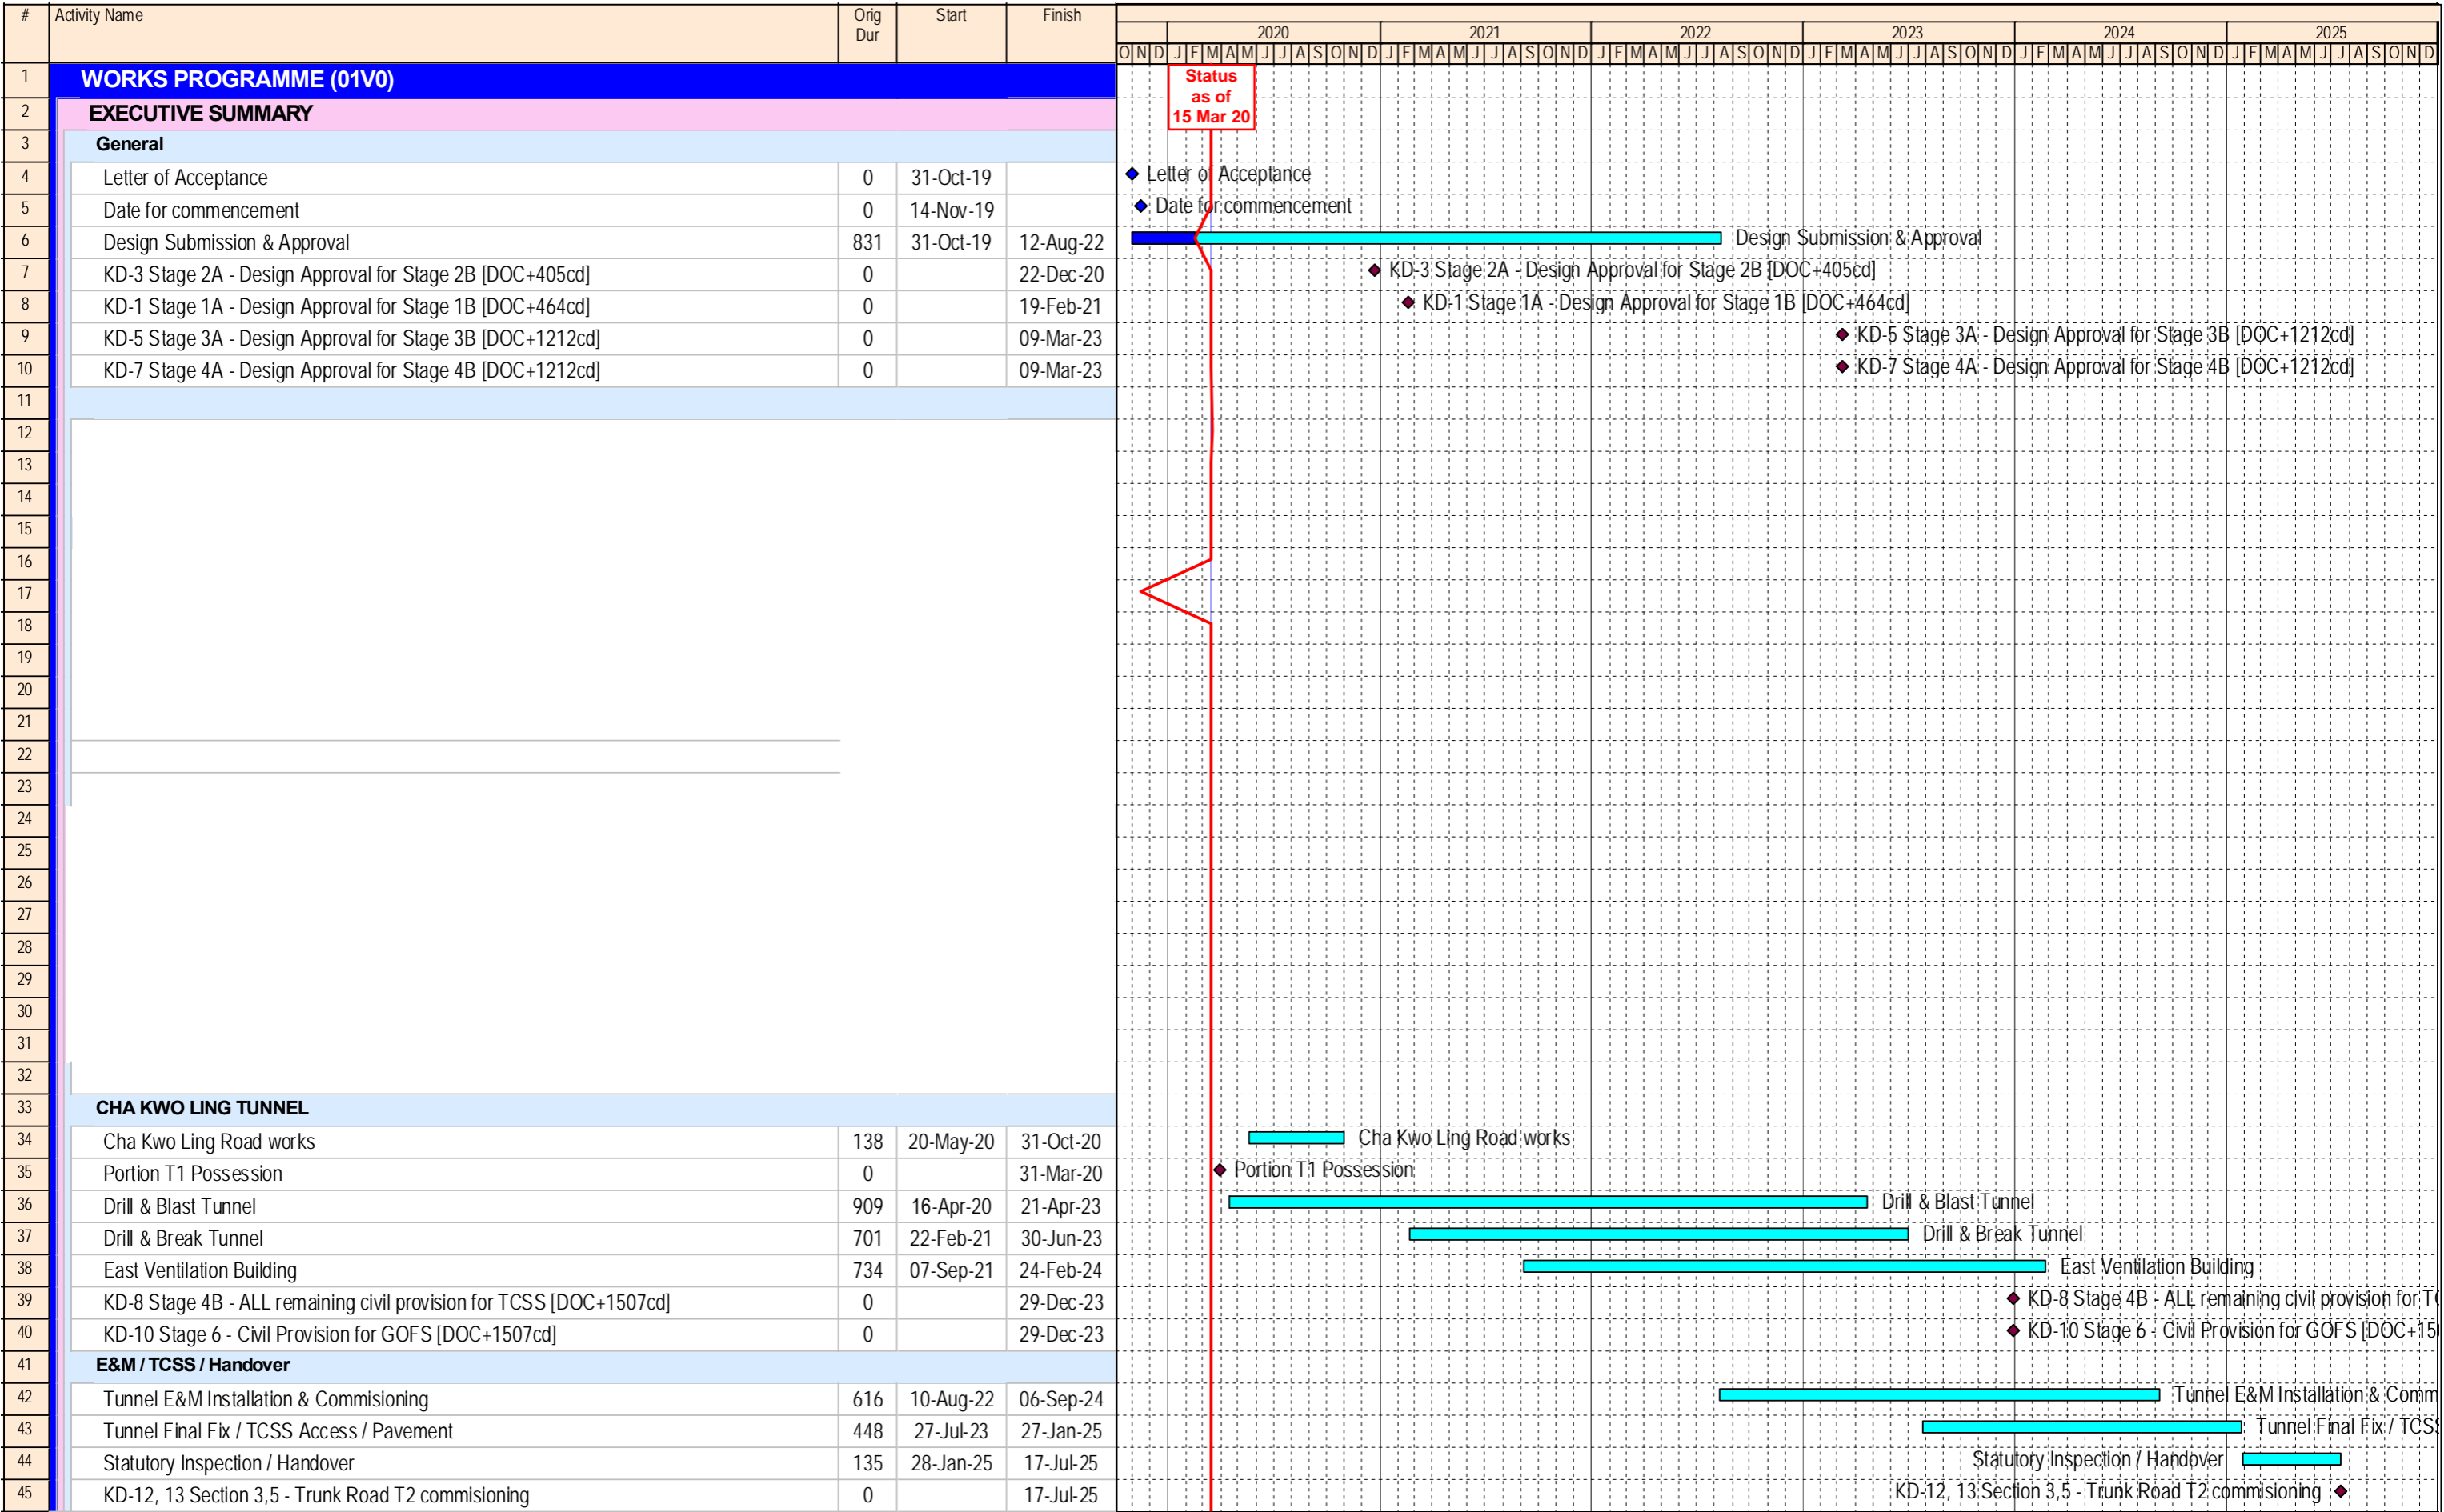 # Activity Name Orig Dur Start Finish
2020 2021 2022 2023 2024 2025
O N D J F M A M J J A S O N D J F M A M J J A S O N D J F M A M J J A S O N D J F M A M J J A S O N D J F M A M J J A S O N D J F M A M J J A S O N D
1 WORKS PROGRAMME (01V0)
Status
as of
15 Mar 20
2 EXECUTIVE SUMMARY
3 General
4 Letter of Acceptance 0 31-Oct-19 Letter of Acceptance
5 Date for commencement 0 14-Nov-19 Date for commencement
6 Design Submission & Approval 831 31-Oct-19 12-Aug-22 Design Submission & Approval
7 KD-3 Stage 2A - Design Approval for Stage 2B [DOC+405cd] 0 22-Dec-20 KD-3 Stage 2A - Design Approval for Stage 2B [DOC+405cd]
8 KD-1 Stage 1A - Design Approval for Stage 1B [DOC+464cd] 0 19-Feb-21 KD-1 Stage 1A - Design Approval for Stage 1B [DOC+464cd]
9 KD-5 Stage 3A - Design Approval for Stage 3B [DOC+1212cd] 0 09-Mar-23 KD-5 Stage 3A - Design Approval for Stage 3B [DOC+1212cd]
10 KD-7 Stage 4A - Design Approval for Stage 4B [DOC+1212cd] 0 09-Mar-23 KD-7 Stage 4A - Design Approval for Stage 4B [DOC+1212cd]
11
12
13
14
15
16
17
18
19
20
21
22
23
24
25
26
27
28
29
30
31
32
33 CHA KWO LING TUNNEL
34 Cha Kwo Ling Road works 138 20-May-20 31-Oct-20 Cha Kwo Ling Road works
35 Portion T1 Possession 0 31-Mar-20 Portion T1 Possession
36 Drill & Blast Tunnel 909 16-Apr-20 21-Apr-23 Drill & Blast Tunnel
37 Drill & Break Tunnel 701 22-Feb-21 30-Jun-23 Drill & Break Tunnel
38 East Ventilation Building 734 07-Sep-21 24-Feb-24 East Ventilation Building
39 KD-8 Stage 4B - ALL remaining civil provision for TCSS [DOC+1507cd] 0 29-Dec-23 KD-8 Stage 4B - ALL remaining civil provision for TC
40 KD-10 Stage 6 - Civil Provision for GOFS [DOC+1507cd] 0 29-Dec-23 KD-10 Stage 6 - Civil Provision for GOFS [DOC+150
41 E&M / TCSS / Handover
42 Tunnel E&M Installation & Commisioning 616 10-Aug-22 06-Sep-24 Tunnel E&M Installation & Comm
43 Tunnel Final Fix / TCSS Access / Pavement 448 27-Jul-23 27-Jan-25 Tunnel Final Fix / TCSS
44 Statutory Inspection / Handover 135 28-Jan-25 17-Jul-25 Statutory Inspection / Handover
45 KD-12, 13 Section 3,5 - Trunk Road T2 commisioning 0 17-Jul-25 KD-12, 13 Section 3,5 - Trunk Road T2 commisioning